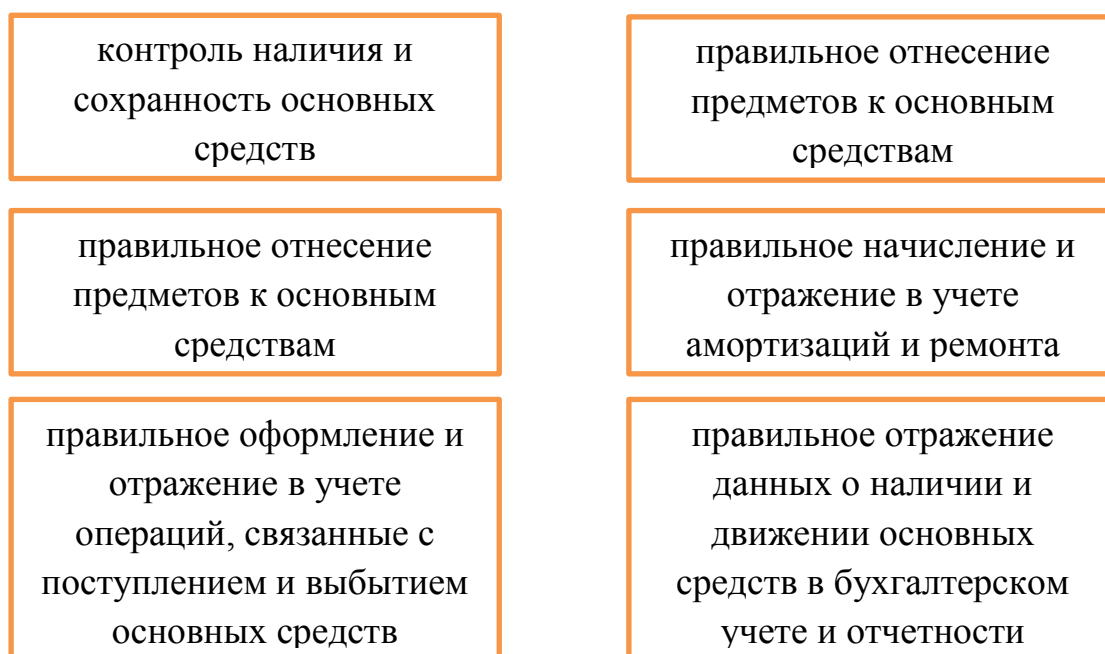 контроль наличия и
сохранность основных
средств
правильное отнесение
предметов к основным
средствам
правильное отнесение
предметов к основным
средствам
правильное начисление и
отражение в учете
амортизаций и ремонта
правильное оформление и
отражение в учете
операций, связанные с
поступлением и выбытием
основных средств
правильное отражение
данных о наличии и
движении основных
средств в бухгалтерском
учете и отчетности